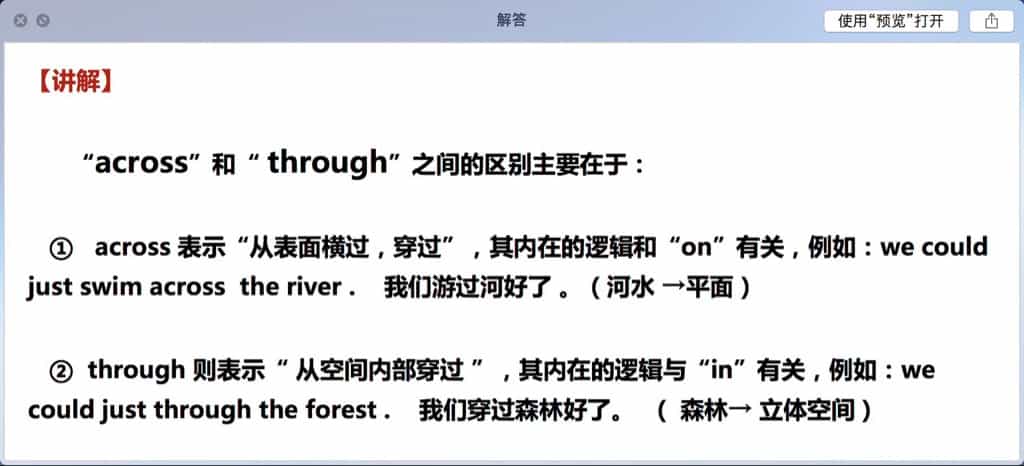 解答
使用“预览”打开
【讲解】
“across”和“ through”之间的区别主要在于：
① across 表示“从表面横过，穿过”，其内在的逻辑和“on”有关，例如：we could
just swim across the river . 我们游过河好了 。（ 河水 →平面 ）
② through 则表示“ 从空间内部穿过 ”，其内在的逻辑与“in”有关，例如：we
could just through the forest . 我们穿过森林好了。 （ 森林→ 立体空间 ）